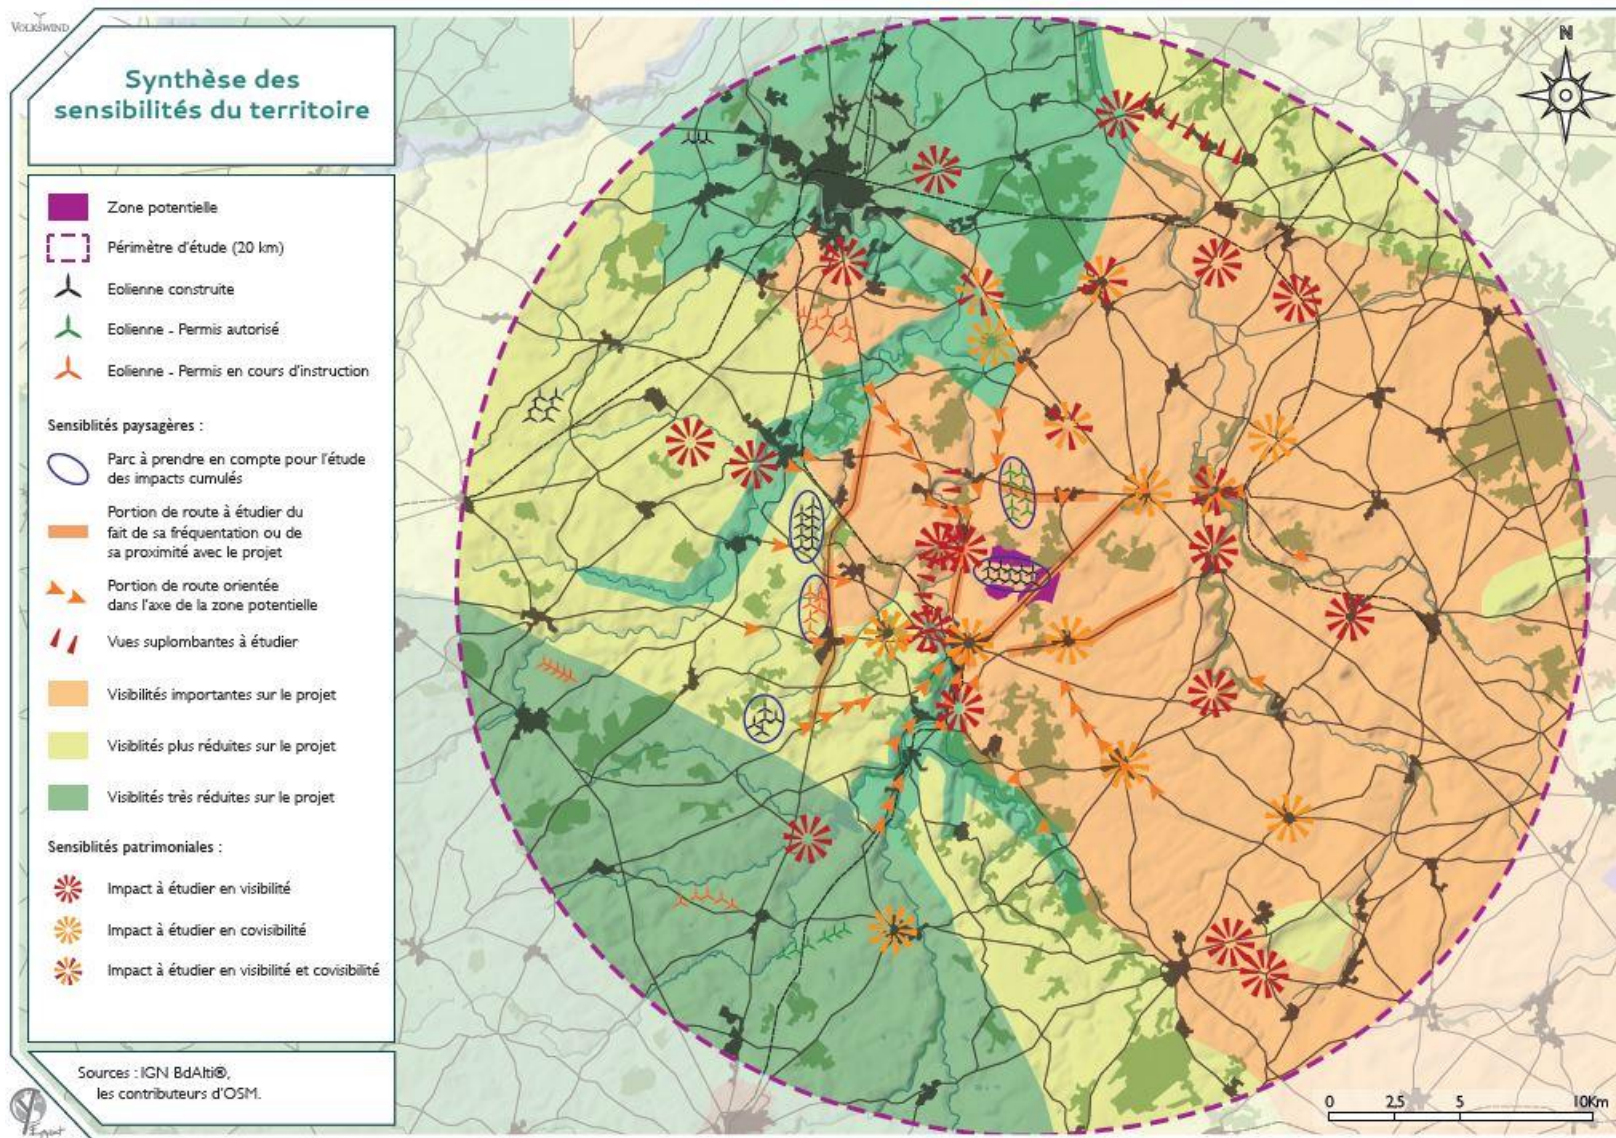 VOLKSWIND
Synthèse des
sensibilités du territoire
Zone potentielle
Périmètre d'étude (20 km)
Eolienne construite
Eolienne - Permis autorisé
Eolienne - Permis en cours d'instruction
Sensiblités paysagères :
Parc à prendre en compte pour l'étude
des impacts cumulés
Portion de route à étudier du
fait de sa fréquentation ou de
sa proximité avec le projet
Portion de route orientée
dans l'axe de la zone potentielle
Vues suplombantes à étudier
Visibilités importantes sur le projet
Visiblités plus réduites sur le projet
Visiblités très réduites sur le projet
Sensiblités patrimoniales :
Impact à étudier en visibilité
Impact à étudier en covisibilité
Impact à étudier en visibilité et covisibilité
Sources : IGN BdAlti®,
les contributeurs d'OSM.
N
0 2,5 5 10Km